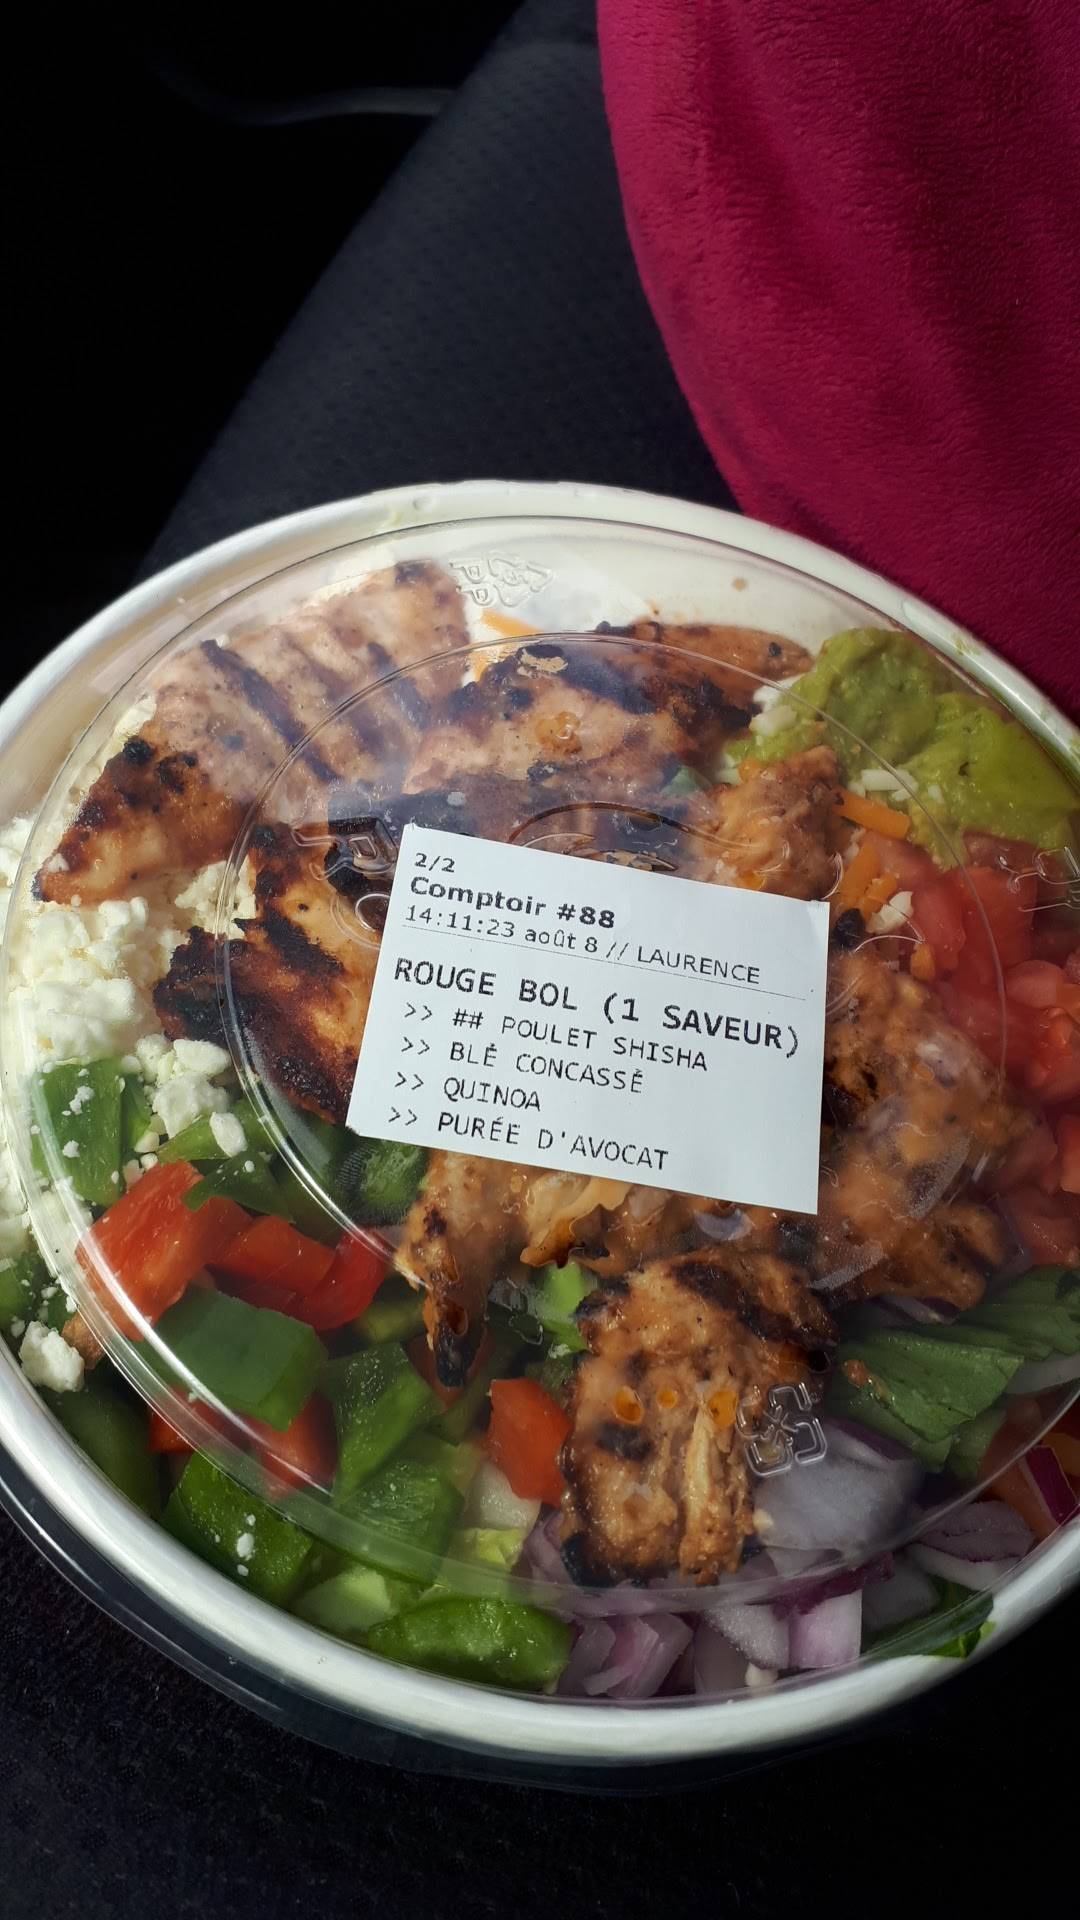 2/2
Comptoir #88
14:11:23 août 8 // LAURENCE
ROUGE BOL (1 SAVEUR)
>> ## POULET SHISHA
>> BLÉ CONCASSÉ
>> QUINOA
>> PURÉE D'AVOCAT